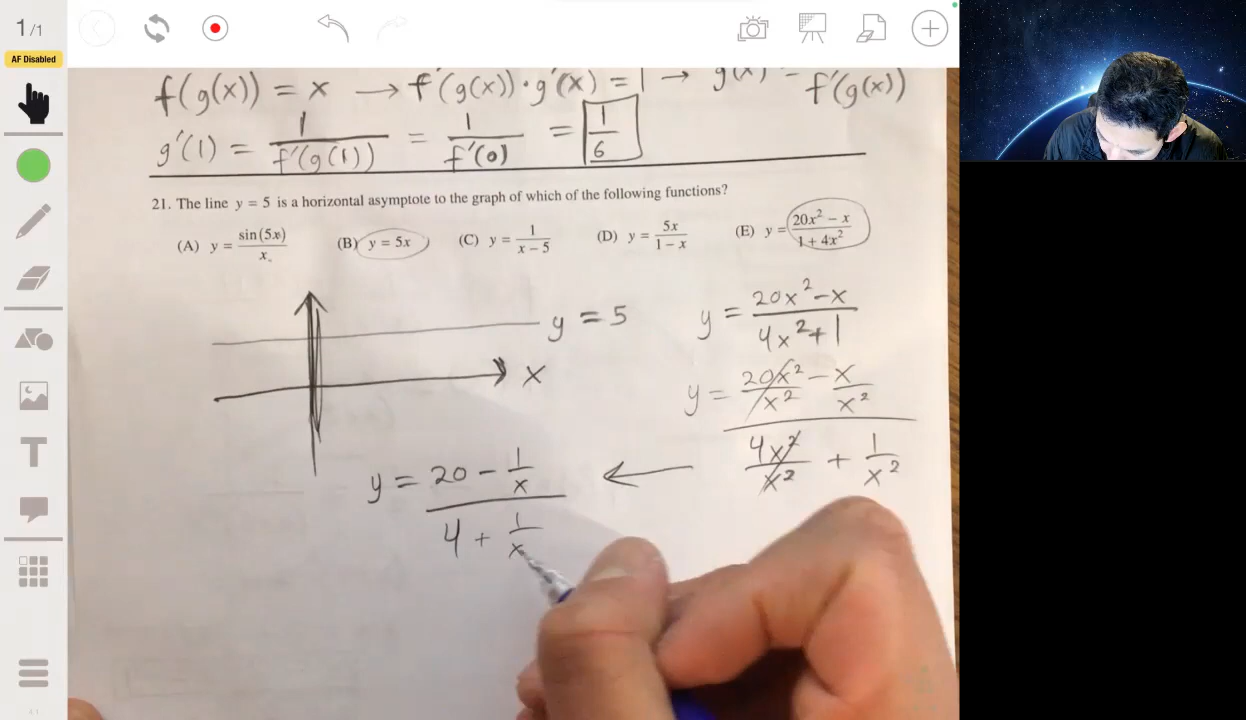 1/1
AF Disabled
f(g(x)) = x → f'(g(x))·g'(x) = 1 → g'(x) = f'(g(x))
g'(1) = 1/f'(g(1)) = 1/f'(0) = 1/6
21. The line y = 5 is a horizontal asymptote to the graph of which of the following functions?
(A) y = sin(5x)/x (B) y = 5x (C) y = 1/(x − 5) (D) y = 5x/(1 − x) (E) y = (20x² − x)/(1 + 4x²)
y = 5
x
y = (20x² − x)/(4x² + 1)
y = (20x²/x² − x/x²)/(4x²/x² + 1/x²)
←
y = (20 − 1/x)/(4 + 1/x
T